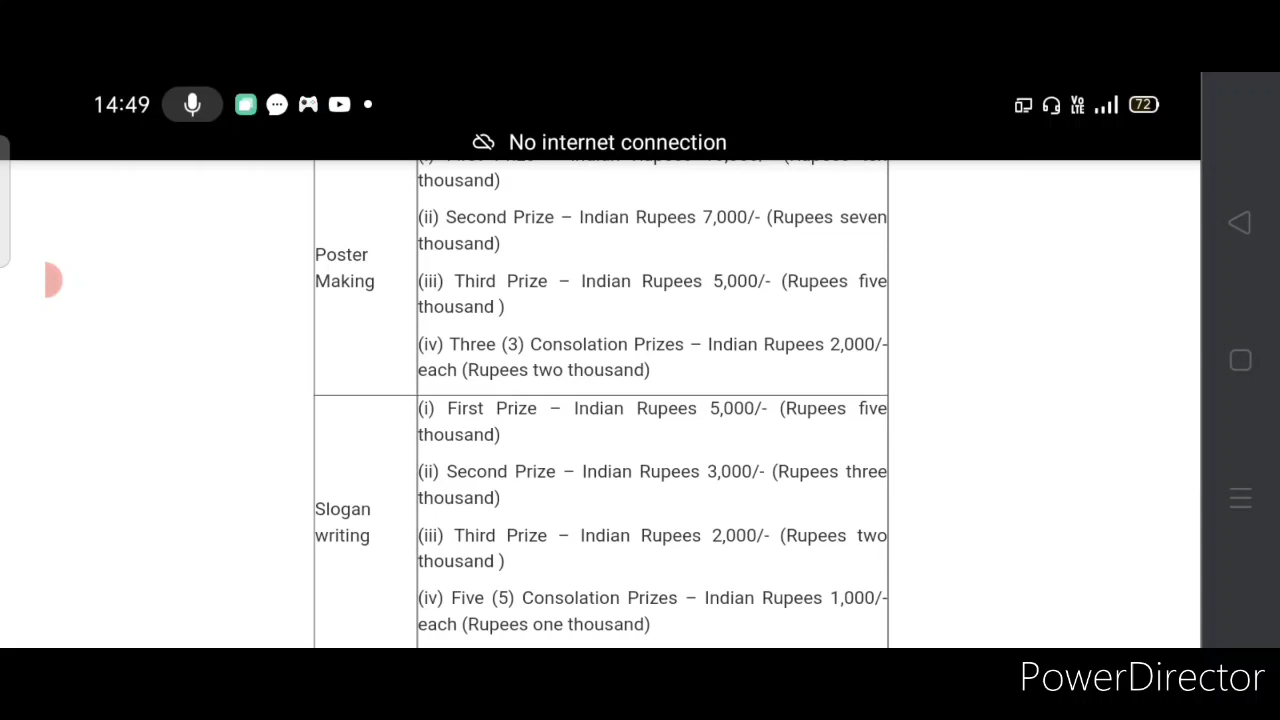 14:49
VoLTE
72
No internet connection
thousand)
(ii) Second Prize – Indian Rupees 7,000/- (Rupees seven
thousand)
Poster
Making
(iii) Third Prize – Indian Rupees 5,000/- (Rupees five
thousand )
(iv) Three (3) Consolation Prizes – Indian Rupees 2,000/-
each (Rupees two thousand)
(i) First Prize – Indian Rupees 5,000/- (Rupees five
thousand)
(ii) Second Prize – Indian Rupees 3,000/- (Rupees three
thousand)
Slogan
writing
(iii) Third Prize – Indian Rupees 2,000/- (Rupees two
thousand )
(iv) Five (5) Consolation Prizes – Indian Rupees 1,000/-
each (Rupees one thousand)
PowerDirector